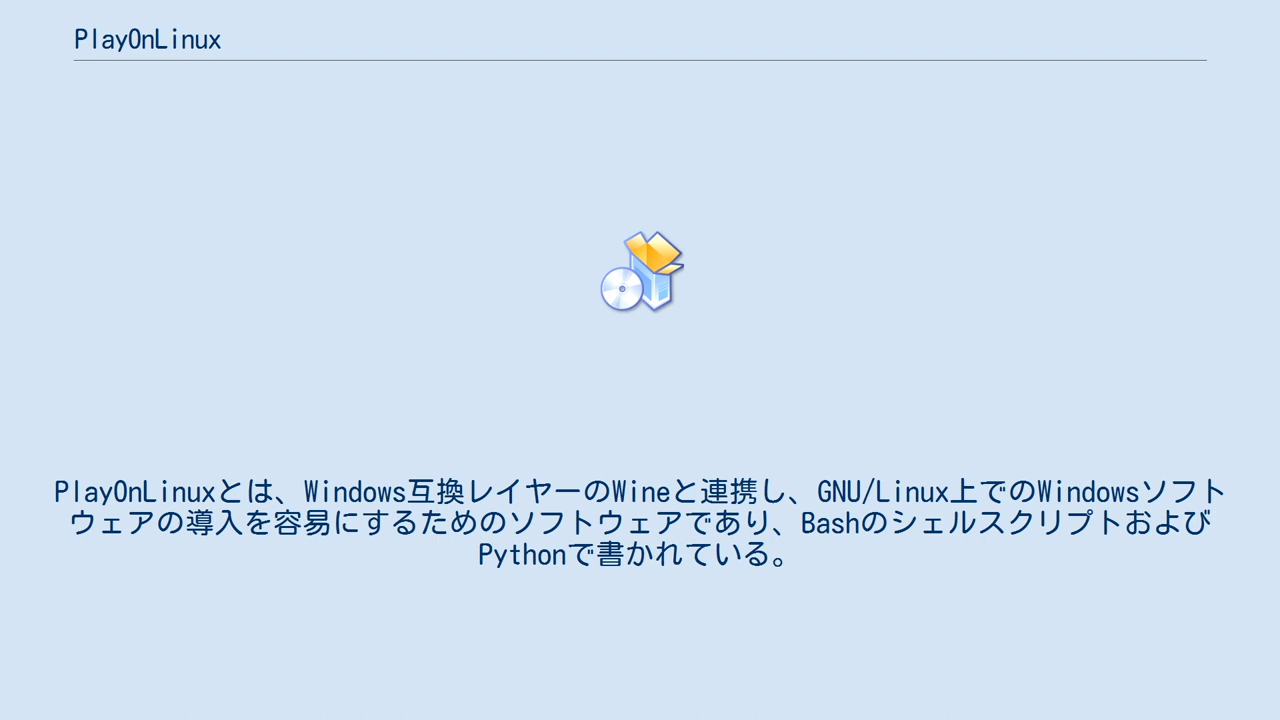 PlayOnLinux
PlayOnLinuxとは、Windows互換レイヤーのWineと連携し、GNU/Linux上でのWindowsソフト
ウェアの導入を容易にするためのソフトウェアであり、Bashのシェルスクリプトおよび
Pythonで書かれている。